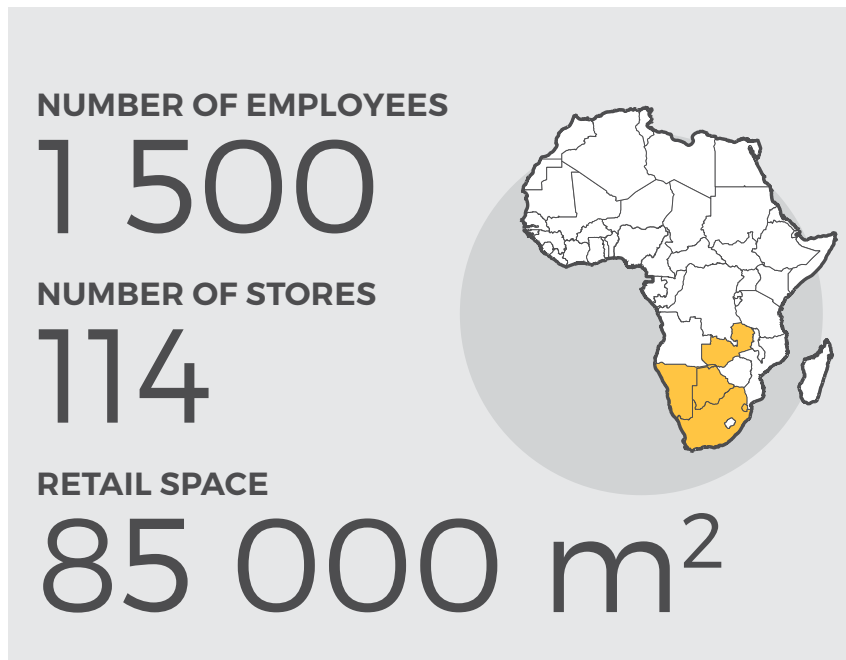 NUMBER OF EMPLOYEES
1 500
NUMBER OF STORES
114
RETAIL SPACE
85 000 m²